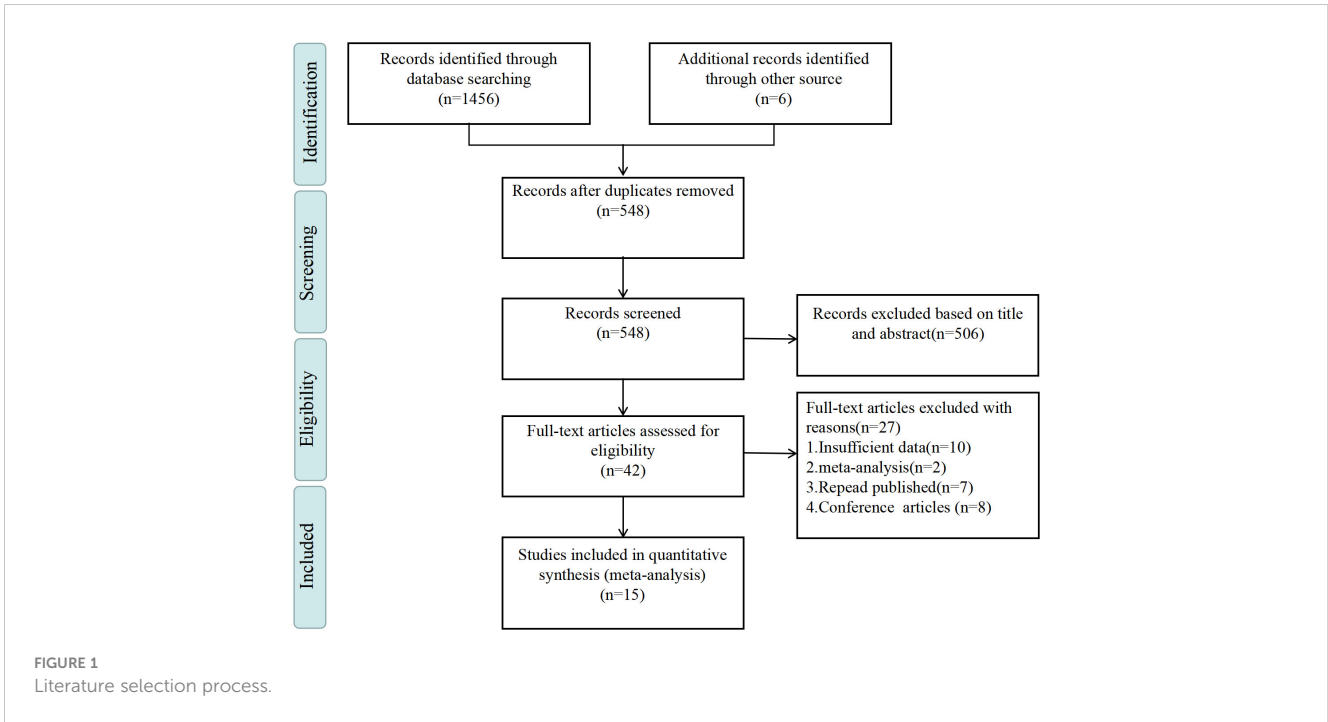 Identification
Records identified through
database searching
(n=1456)
Additional records identified
through other source
(n=6)
Screening
Records after duplicates removed
(n=548)
Records screened
(n=548)
Records excluded based on title
and abstract(n=506)
Eligibility
Full-text articles assessed for
eligibility
(n=42)
Full-text articles excluded with
reasons(n=27)
1.Insufficient data(n=10)
2.meta-analysis(n=2)
3.Repead published(n=7)
4.Conference articles (n=8)
Included
Studies included in quantitative
synthesis (meta-analysis)
(n=15)
FIGURE 1
Literature selection process.